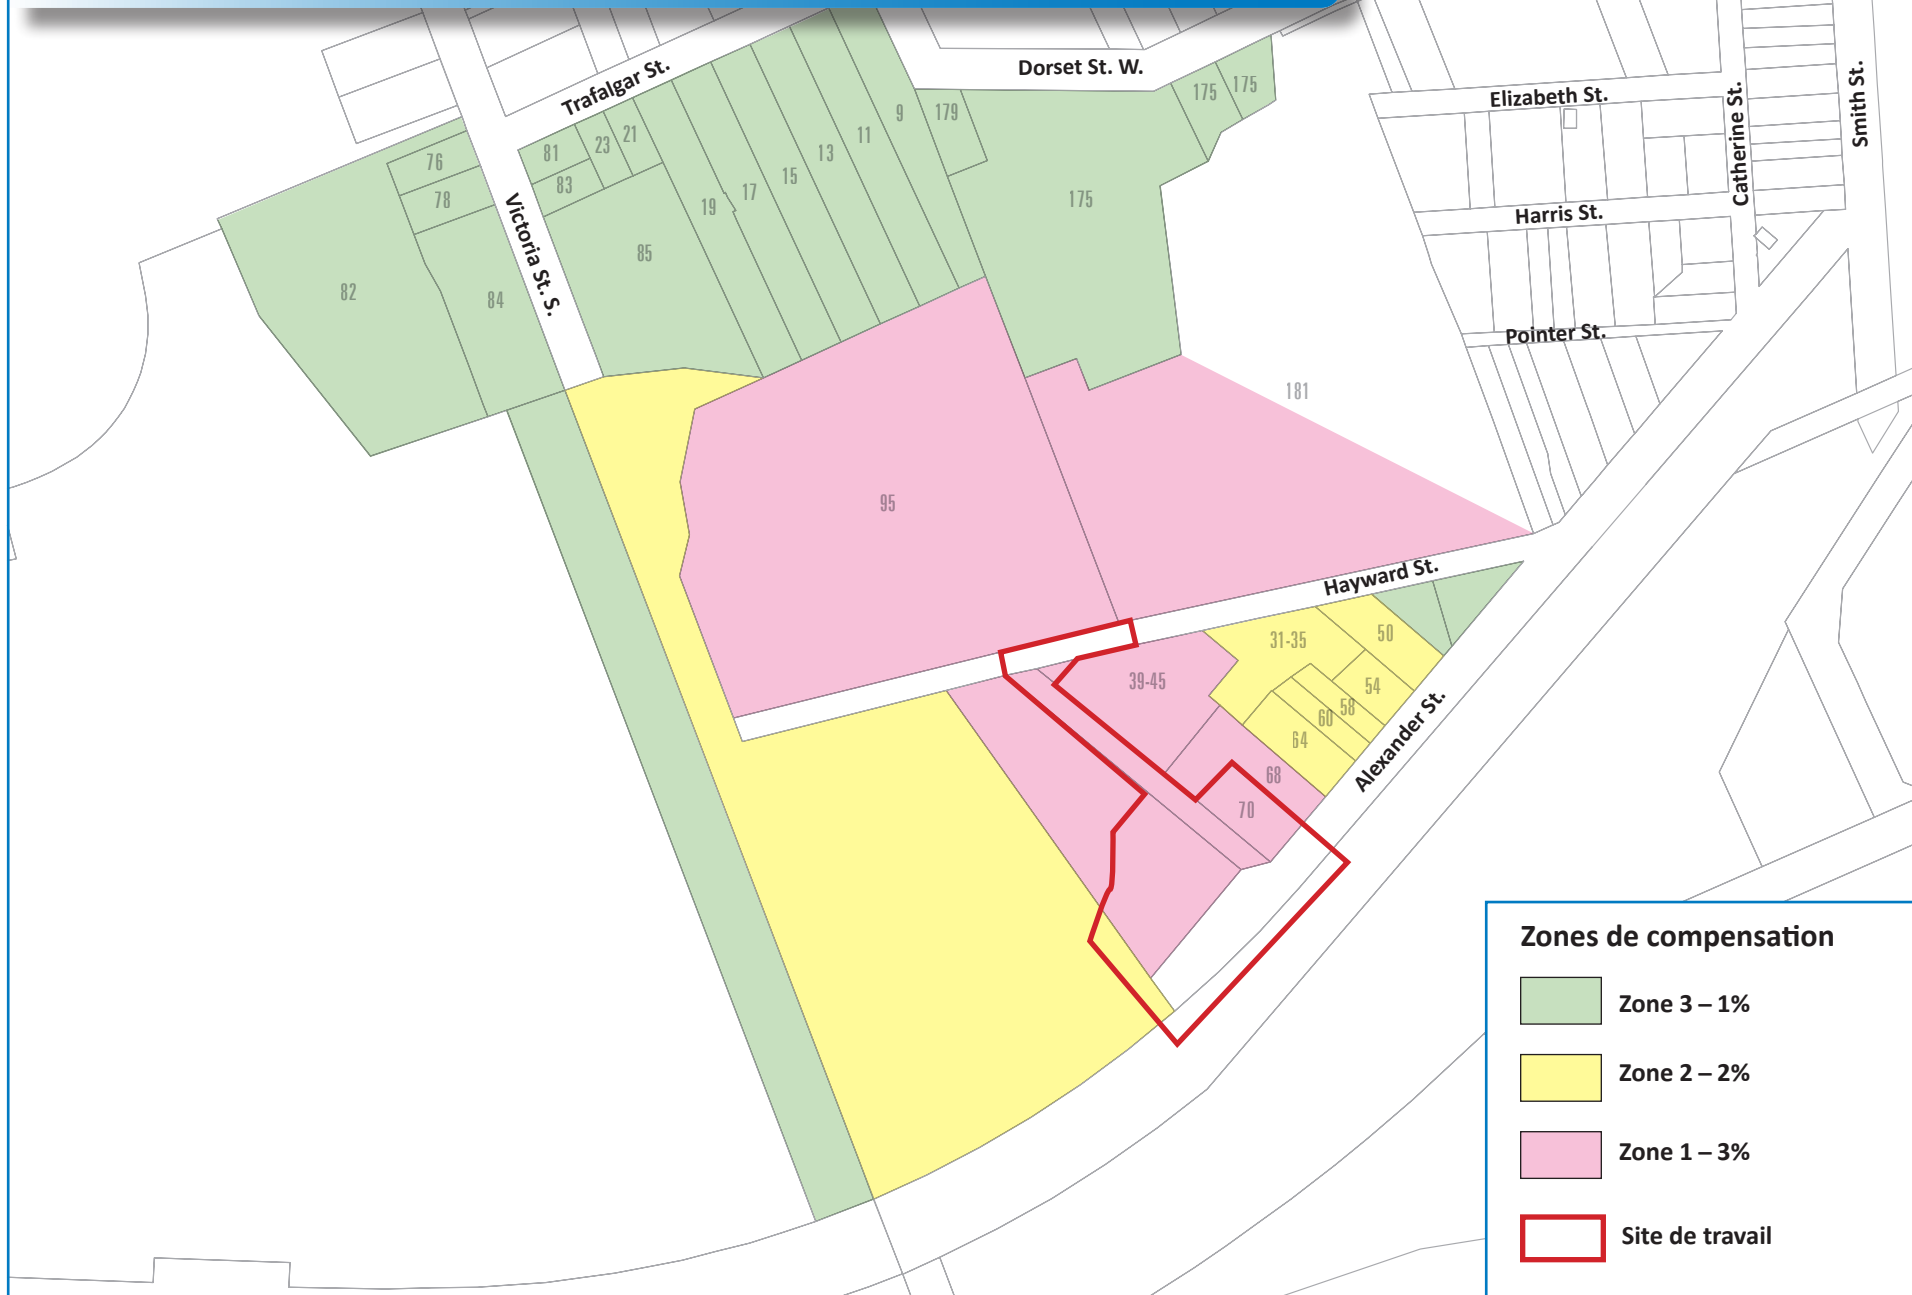 Dorset St. W.
Trafalgar St.
Elizabeth St.
Catherine St.
Smith St.
Harris St.
Pointer St.
Victoria St. S.
Hayward St.
Alexander St.
175
175
179
9
11
13
15
17
19
21
23
81
83
76
78
175
85
82
84
181
95
31-35
50
39-45
54
58
60
64
68
70
Zones de compensation
Zone 3 – 1%
Zone 2 – 2%
Zone 1 – 3%
Site de travail